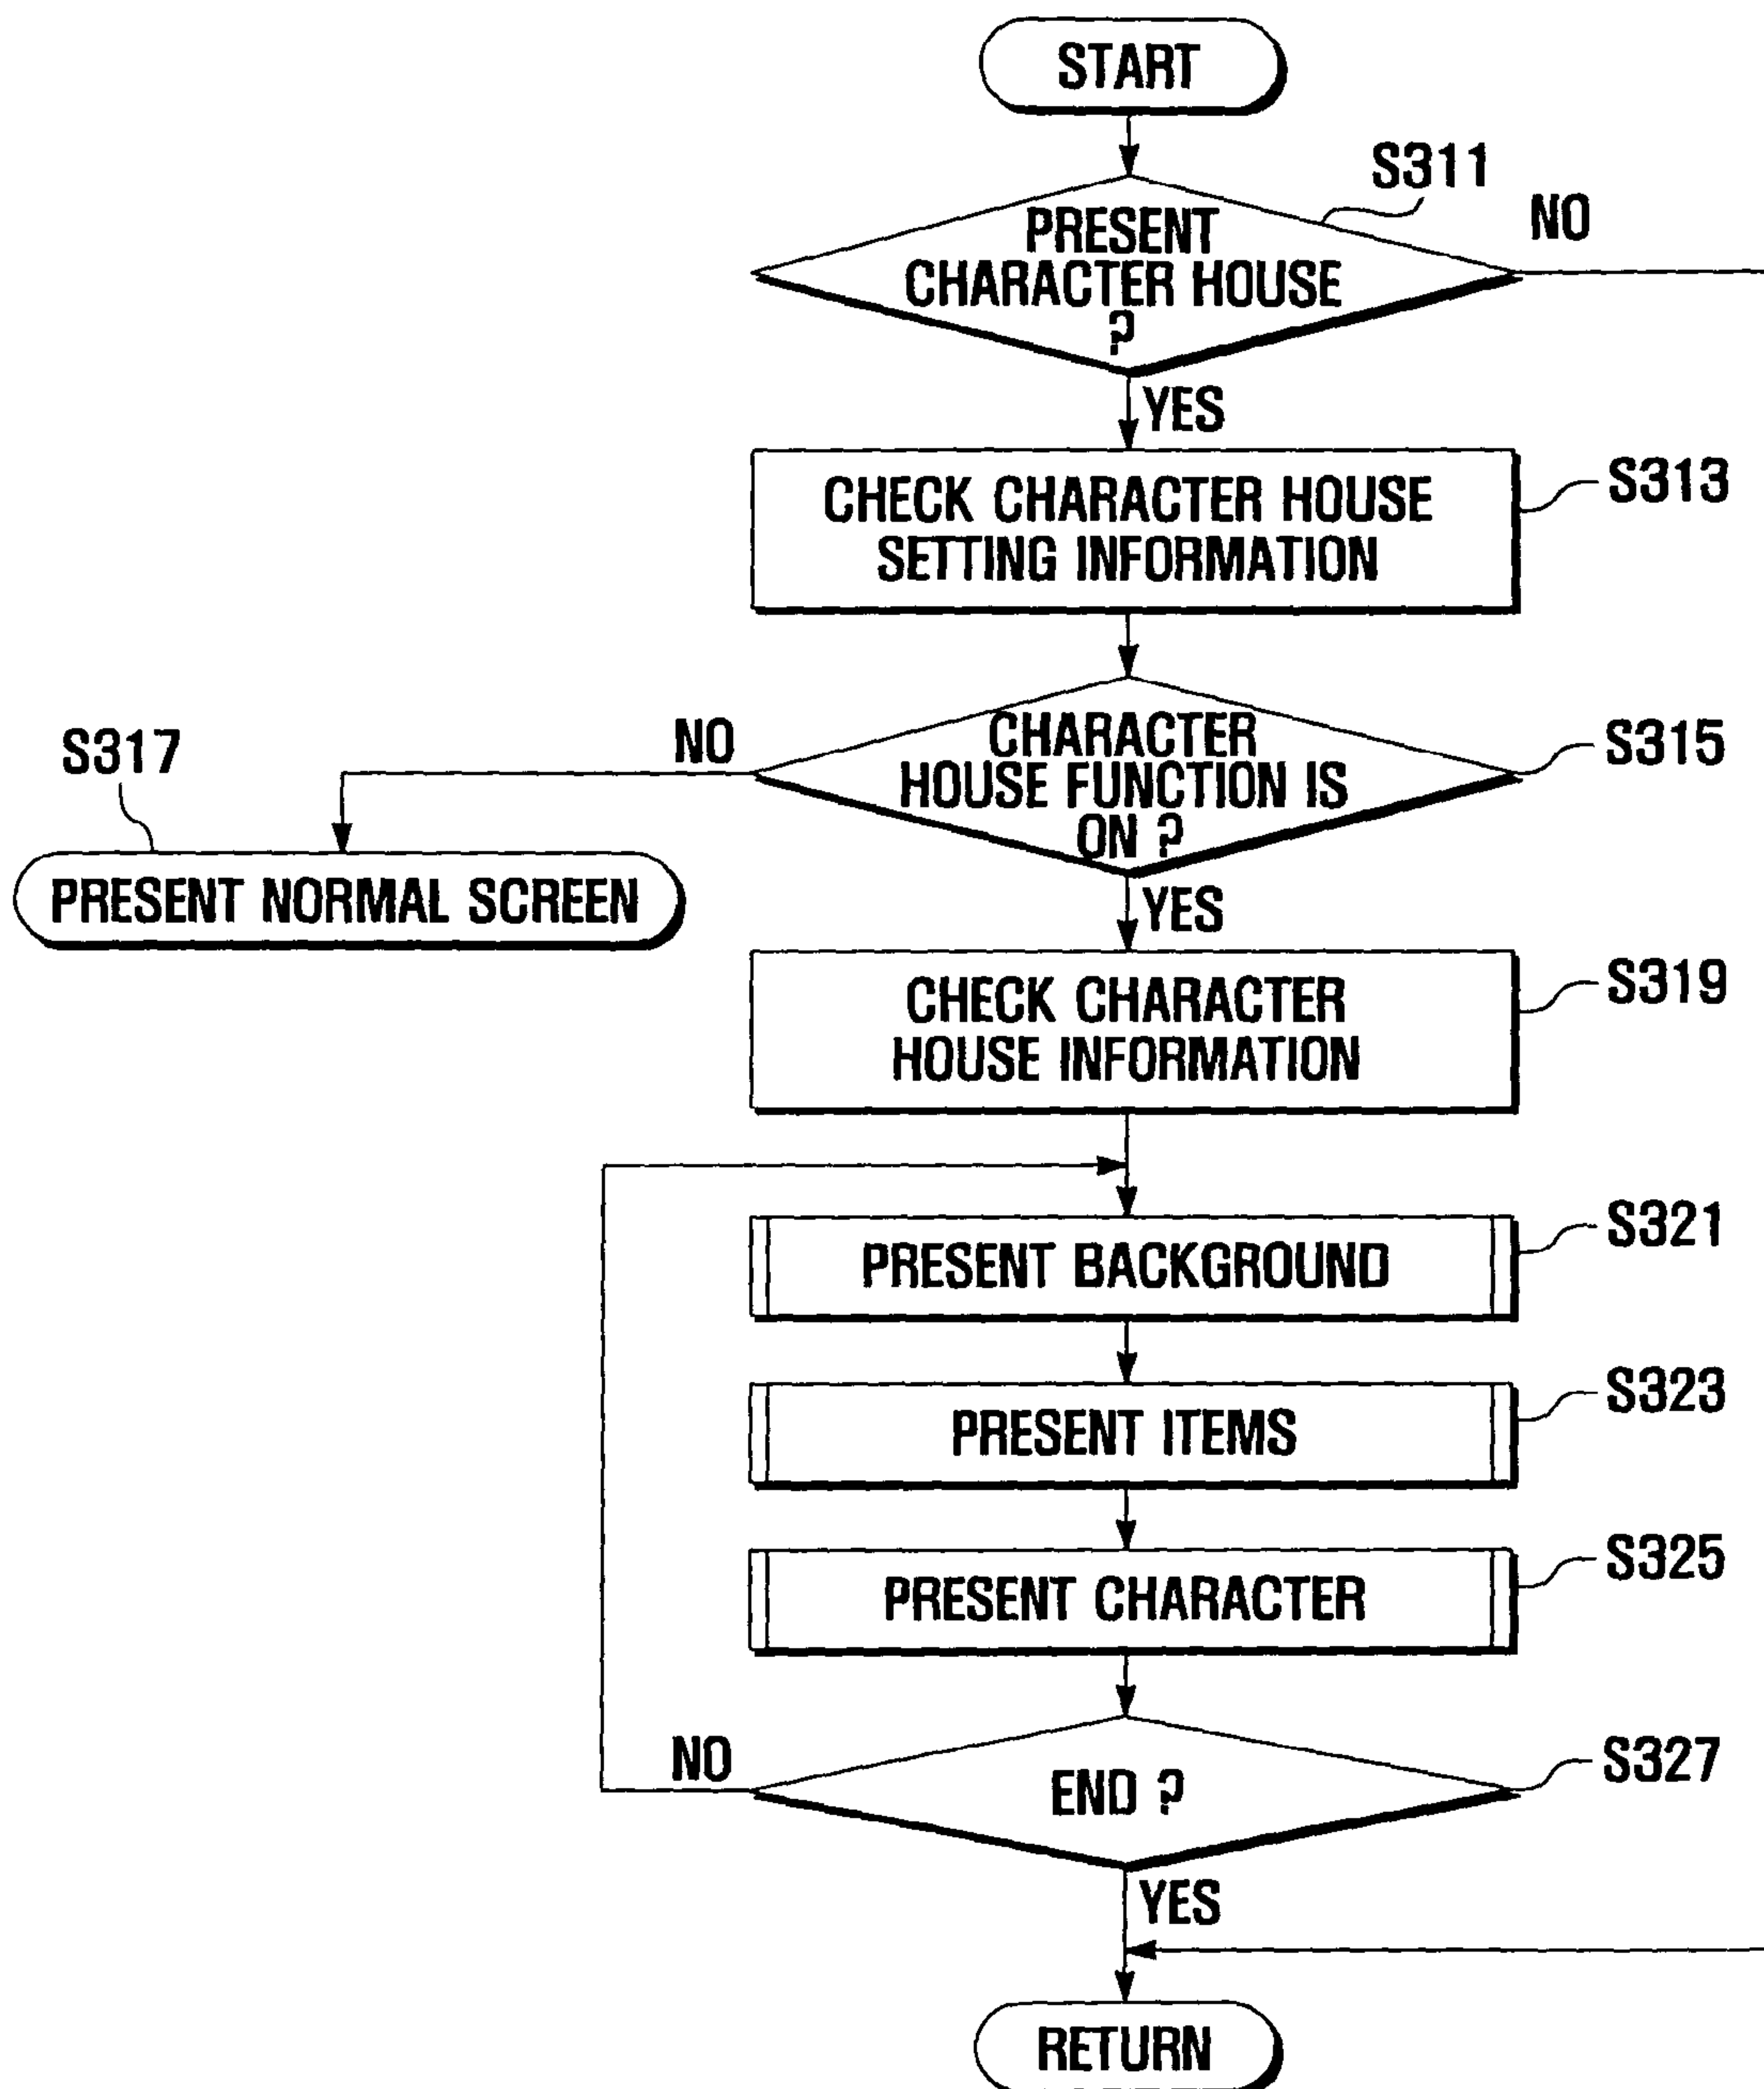 START
S311
NO
PRESENT
CHARACTER HOUSE
?
YES
S313
CHECK CHARACTER HOUSE
SETTING INFORMATION
S315
S317
NO
CHARACTER
HOUSE FUNCTION IS
ON ?
PRESENT NORMAL SCREEN
YES
S319
CHECK CHARACTER
HOUSE INFORMATION
S321
PRESENT BACKGROUND
S323
PRESENT ITEMS
S325
PRESENT CHARACTER
NO
S327
END ?
YES
RETURN